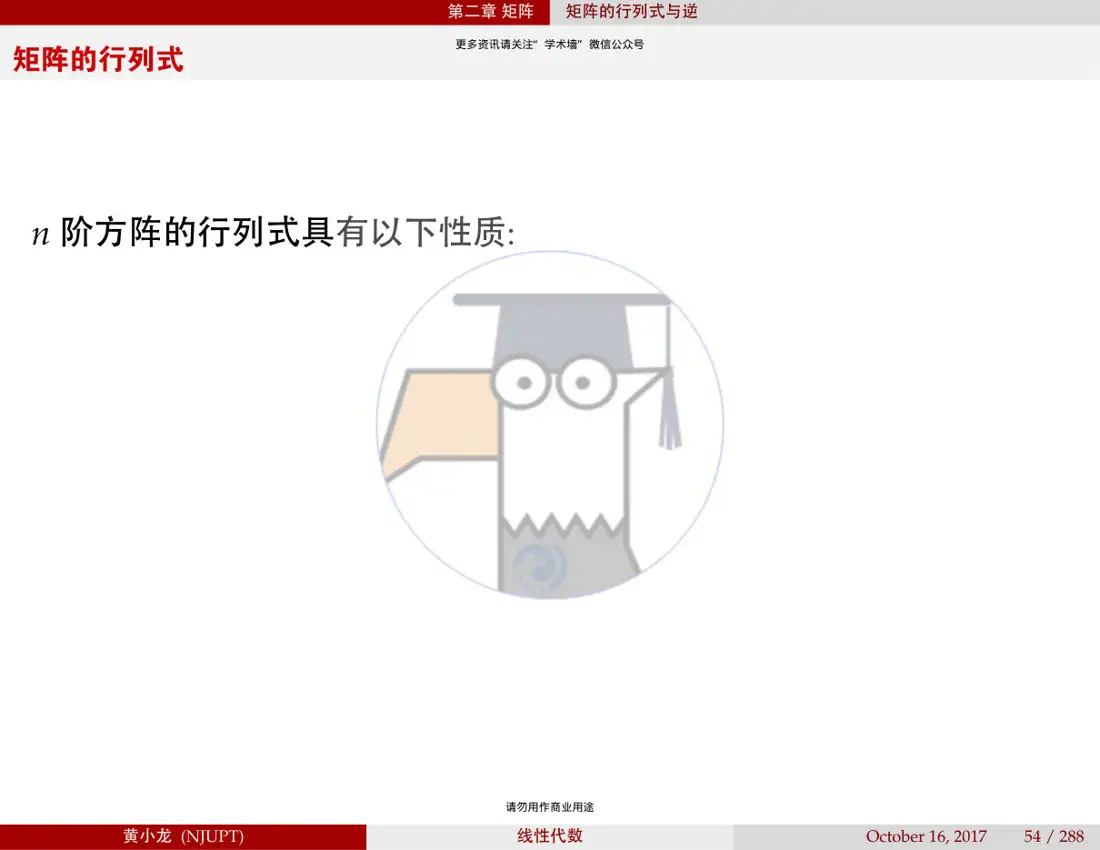 第二章 矩阵 矩阵的行列式与逆
更多资讯请关注“学术墙”微信公众号
矩阵的行列式
n 阶方阵的行列式具有以下性质:
请勿用作商业用途
黄小龙 (NJUPT) 线性代数 October 16, 2017 54 / 288